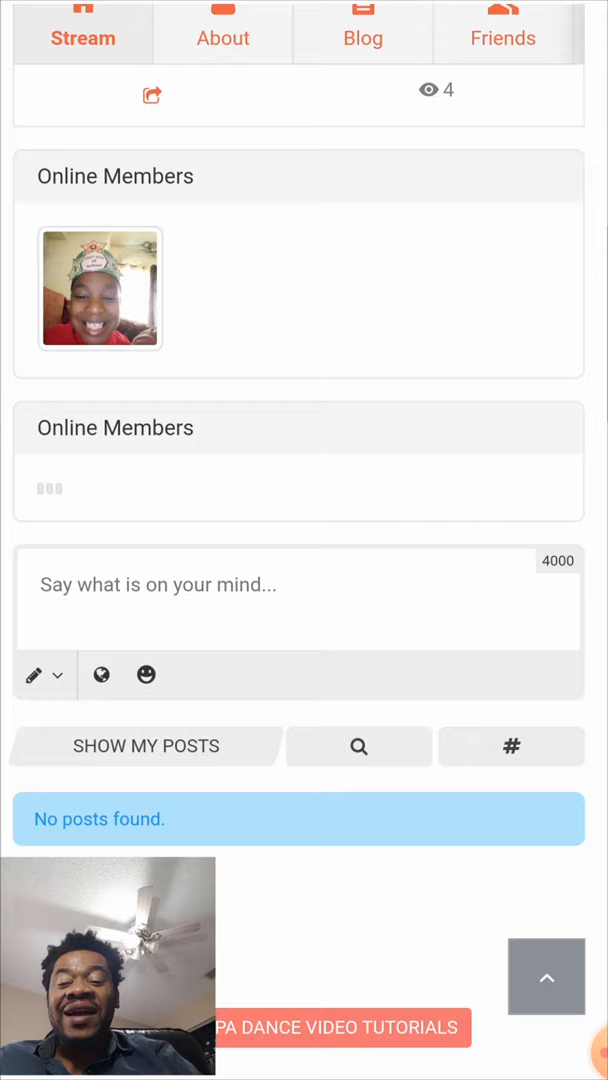 Stream
About
Blog
Friends
4
Online Members
Online Members
4000
Say what is on your mind...
SHOW MY POSTS
#
No posts found.
PA DANCE VIDEO TUTORIALS